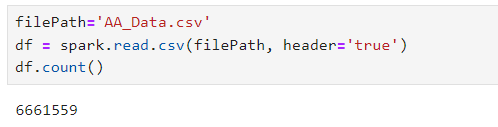 filePath='AA_Data.csv'
df = spark.read.csv(filePath, header='true')
df.count()
6661559